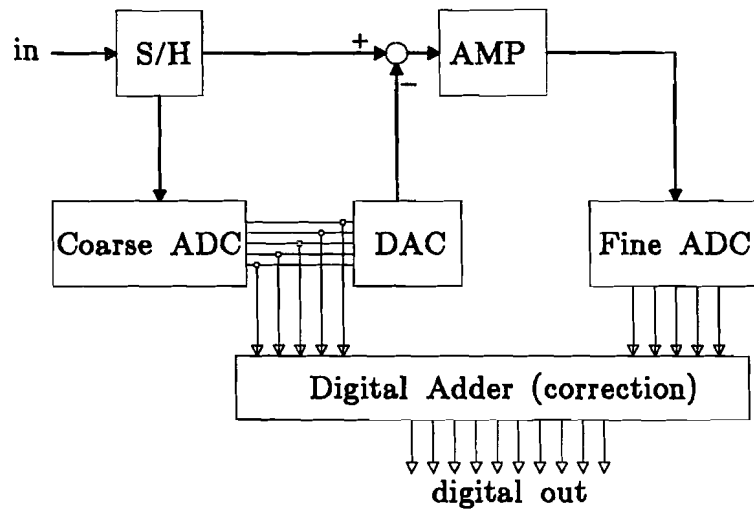 in
S/H
+
−
AMP
Coarse ADC
DAC
Fine ADC
Digital Adder (correction)
digital out